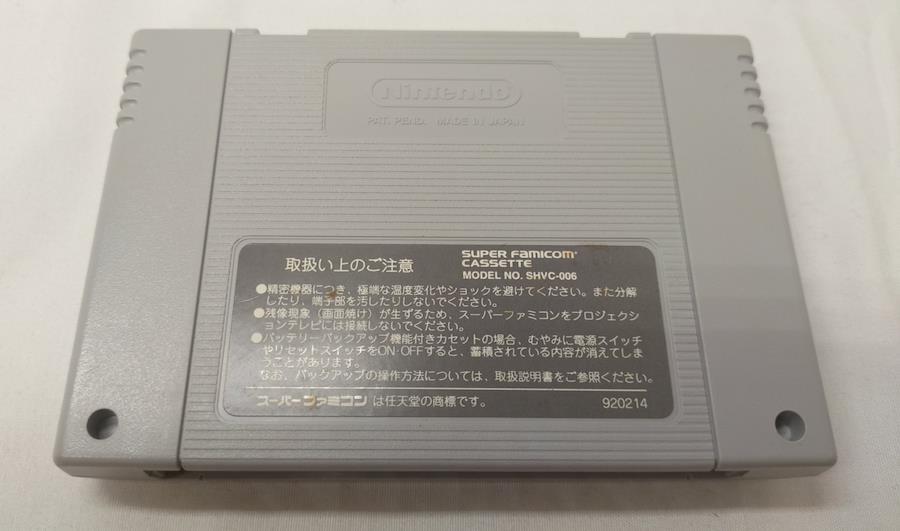 Nintendo
PAT. PEND. MADE IN JAPAN
取扱い上のご注意
SUPER FAMICOM
CASSETTE
MODEL NO. SHVC-006
●精密機器につき、極端な温度変化やショックを避けてください。また分解
したり、端子部を汚したりしないでください。
●残像現象（画面焼け）が生ずるため、スーパーファミコンをプロジェクシ
ョンテレビには接続しないでください。
●バッテリーバックアップ機能付きカセットの場合、むやみに電源スイッチ
やリセットスイッチをON・OFFすると、蓄積されている内容が消えてしま
うことがあります。
なお、バックアップの操作方法については、取扱説明書をご参照ください。
スーパーファミコン は任天堂の商標です。
920214